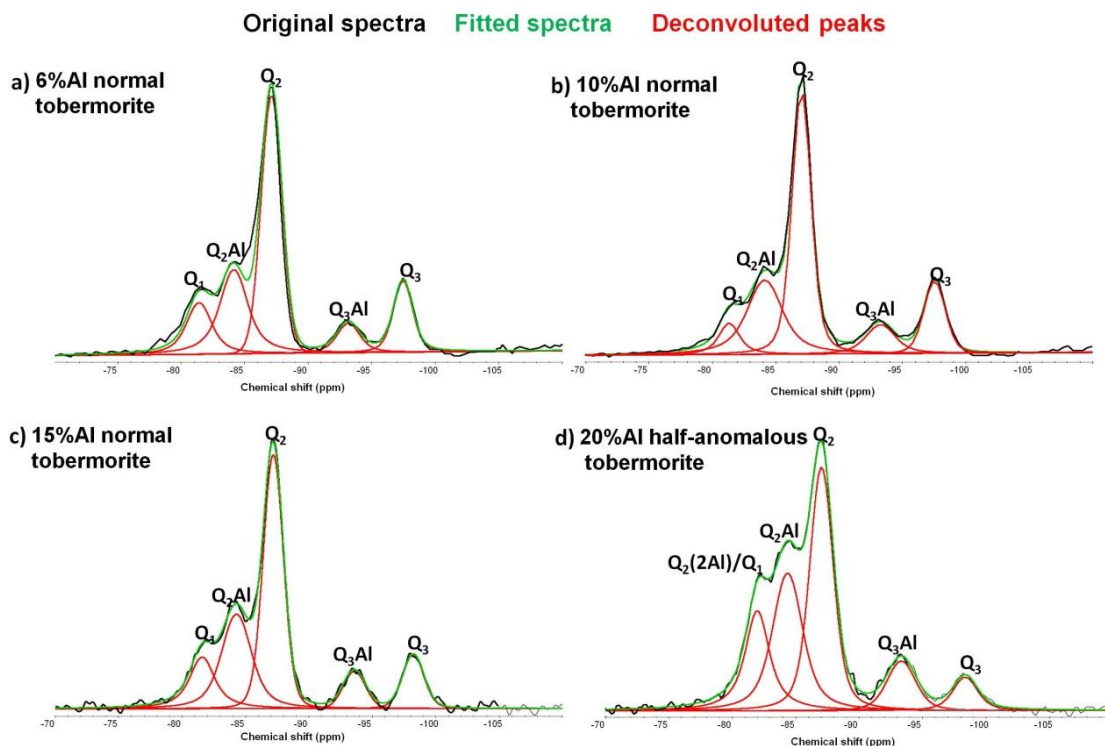 Original spectra Fitted spectra Deconvoluted peaks
a) 6%Al normal
tobermorite
Q₂
Q₂Al
Q₁
Q₃Al
Q₃
-75 -80 -85 -90 -95 -100 -105
Chemical shift (ppm)
b) 10%Al normal
tobermorite
Q₂
Q₂Al
Q₁
Q₃Al
Q₃
-70 -75 -80 -85 -90 -95 -100 -105
Chemical shift (ppm)
c) 15%Al normal
tobermorite
Q₂
Q₂Al
Q₁
Q₃Al
Q₃
-70 -75 -80 -85 -90 -95 -100 -105
Chemical shift (ppm)
d) 20%Al half-anomalous
tobermorite
Q₂
Q₂Al
Q₂(2Al)/Q₁
Q₃Al
Q₃
-70 -75 -80 -85 -90 -95 -100 -105
Chemical shift (ppm)